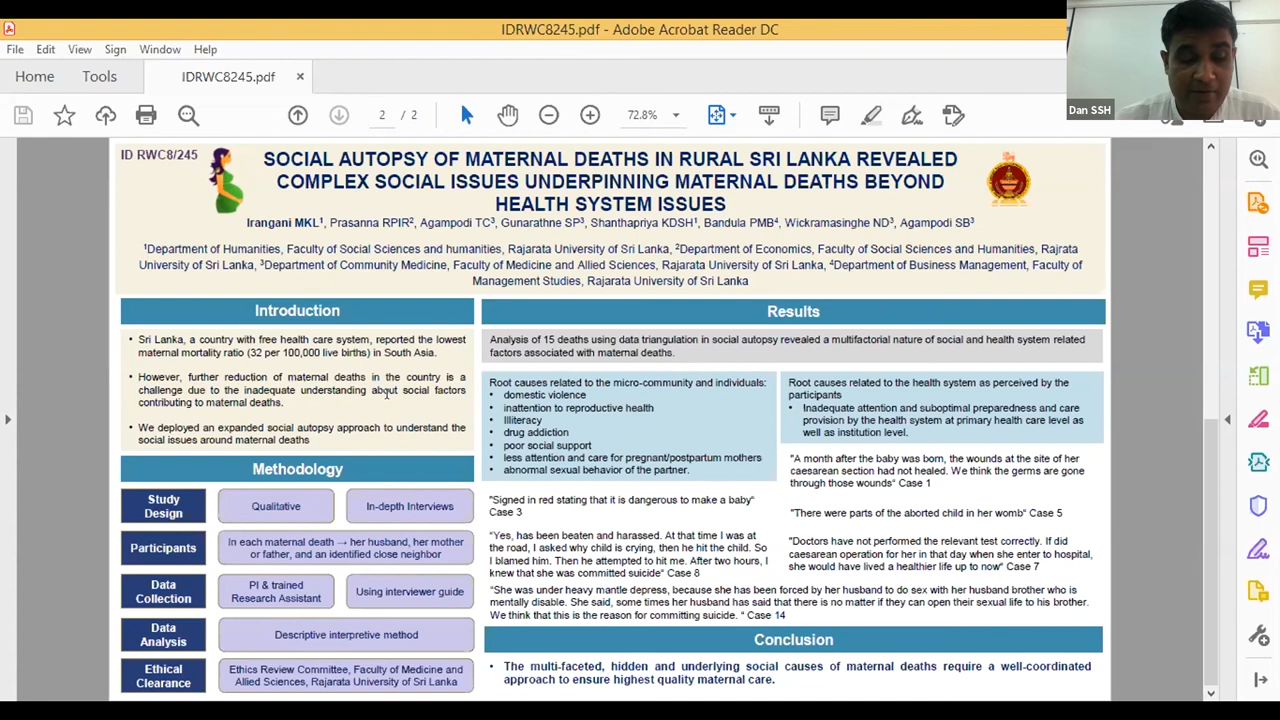 IDRWC8245.pdf - Adobe Acrobat Reader DC
File Edit View Sign Window Help
Home Tools IDRWC8245.pdf ×
2 / 2 72.8%
Dan SSH
ID RWC8/245
SOCIAL AUTOPSY OF MATERNAL DEATHS IN RURAL SRI LANKA REVEALED
COMPLEX SOCIAL ISSUES UNDERPINNING MATERNAL DEATHS BEYOND
HEALTH SYSTEM ISSUES
Irangani MKL1, Prasanna RPIR2, Agampodi TC3, Gunarathne SP3, Shanthapriya KDSH1, Bandula PMB4, Wickramasinghe ND3, Agampodi SB3
1Department of Humanities, Faculty of Social Sciences and humanities, Rajarata University of Sri Lanka, 2Department of Economics, Faculty of Social Sciences and Humanities, Rajrata
University of Sri Lanka, 3Department of Community Medicine, Faculty of Medicine and Allied Sciences, Rajarata University of Sri Lanka, 4Department of Business Management, Faculty of
Management Studies, Rajarata University of Sri Lanka
Introduction
• Sri Lanka, a country with free health care system, reported the lowest
maternal mortality ratio (32 per 100,000 live births) in South Asia.
• However, further reduction of maternal deaths in the country is a
challenge due to the inadequate understanding about social factors
contributing to maternal deaths.
• We deployed an expanded social autopsy approach to understand the
social issues around maternal deaths
Methodology
Study
Design
Qualitative
In-depth Interviews
Participants
In each maternal death → her husband, her mother
or father, and an identified close neighbor
Data
Collection
PI & trained
Research Assistant
Using interviewer guide
Data
Analysis
Descriptive interpretive method
Ethical
Clearance
Ethics Review Committee, Faculty of Medicine and
Allied Sciences, Rajarata University of Sri Lanka
Results
Analysis of 15 deaths using data triangulation in social autopsy revealed a multifactorial nature of social and health system related
factors associated with maternal deaths.
Root causes related to the micro-community and individuals:
• domestic violence
• inattention to reproductive health
• Illiteracy
• drug addiction
• poor social support
• less attention and care for pregnant/postpartum mothers
• abnormal sexual behavior of the partner.
"Signed in red stating that it is dangerous to make a baby"
Case 3
"Yes, has been beaten and harassed. At that time I was at
the road, I asked why child is crying, then he hit the child. So
I blamed him. Then he attempted to hit me. After two hours, I
knew that she was committed suicide" Case 8
Root causes related to the health system as perceived by the
participants
• Inadequate attention and suboptimal preparedness and care
provision by the health system at primary health care level as
well as institution level.
"A month after the baby was born, the wounds at the site of her
caesarean section had not healed. We think the germs are gone
through those wounds" Case 1
"There were parts of the aborted child in her womb" Case 5
"Doctors have not performed the relevant test correctly. If did
caesarean operation for her in that day when she enter to hospital,
she would have lived a healthier life up to now" Case 7
"She was under heavy mantle depress, because she has been forced by her husband to do sex with her husband brother who is
mentally disable. She said, some times her husband has said that there is no matter if they can open their sexual life to his brother.
We think that this is the reason for committing suicide. " Case 14
Conclusion
• The multi-faceted, hidden and underlying social causes of maternal deaths require a well-coordinated
approach to ensure highest quality maternal care.